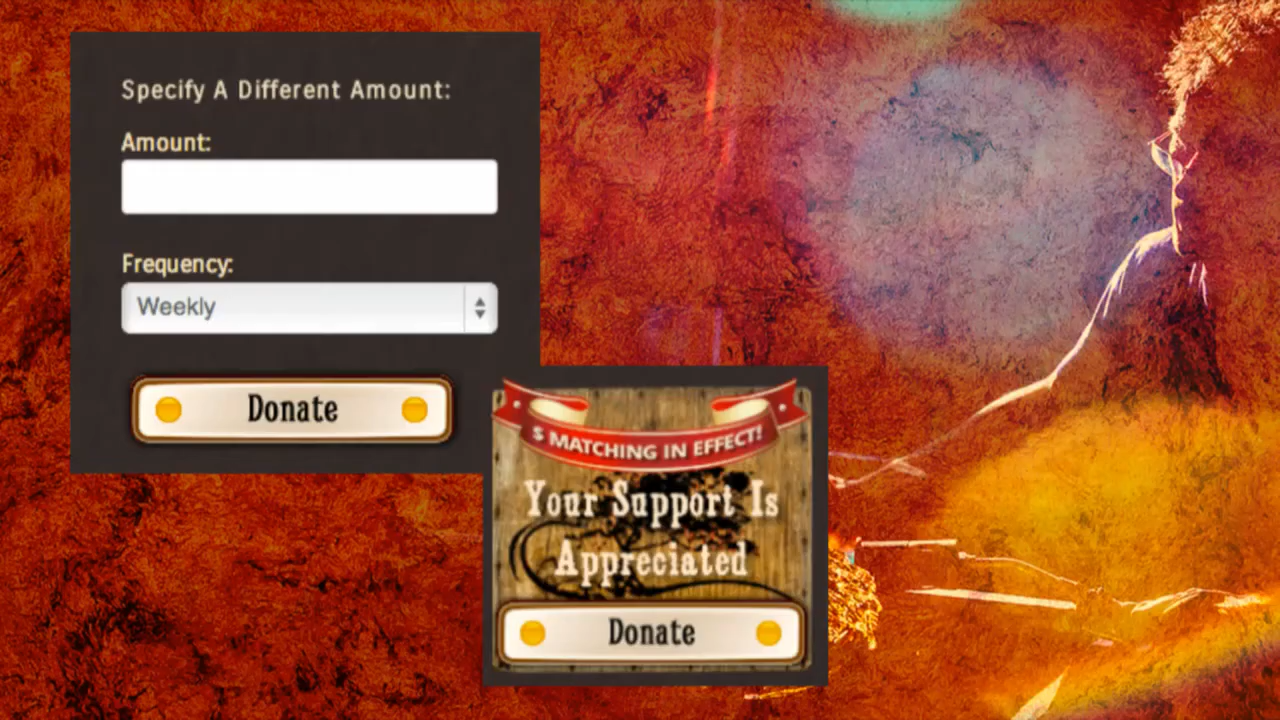 Specify A Different Amount:
Amount:
Frequency:
Weekly
Donate
$ MATCHING IN EFFECT!
Your Support Is
Appreciated
Donate